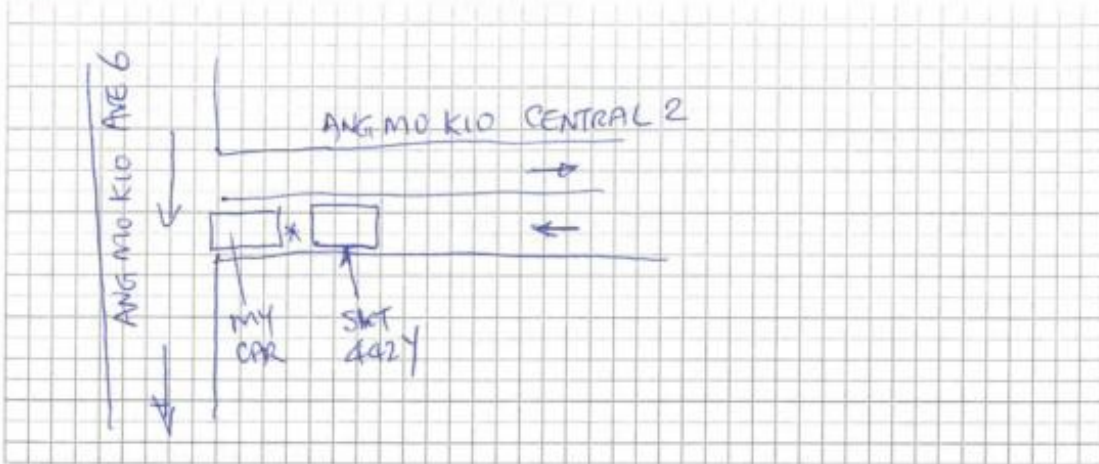 ANG MO KIO AVE 6
ANG MO KIO CENTRAL 2
MY
CAR
SKT
442Y